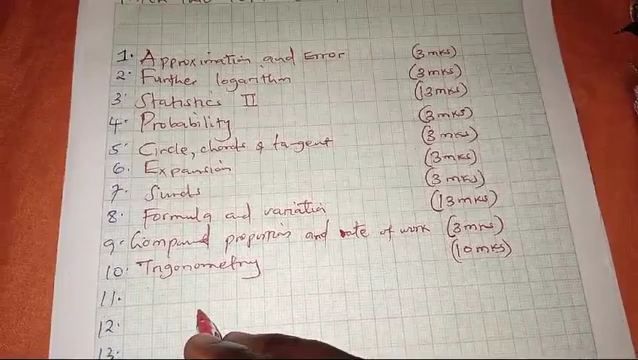 1. Approximation and Error (3mks)
2. Further logarithm (3mks)
3. Statistics II (13mks)
4. Probability (3mks)
5. Circle, chords & tangent (3mks)
6. Expansion (3mks)
7. Surds (3mks)
8. Formula and variation (13mks)
9. Compound proportion and rate of work (3mks)
10. Trigonometry (10mks)
11.
12.
13.